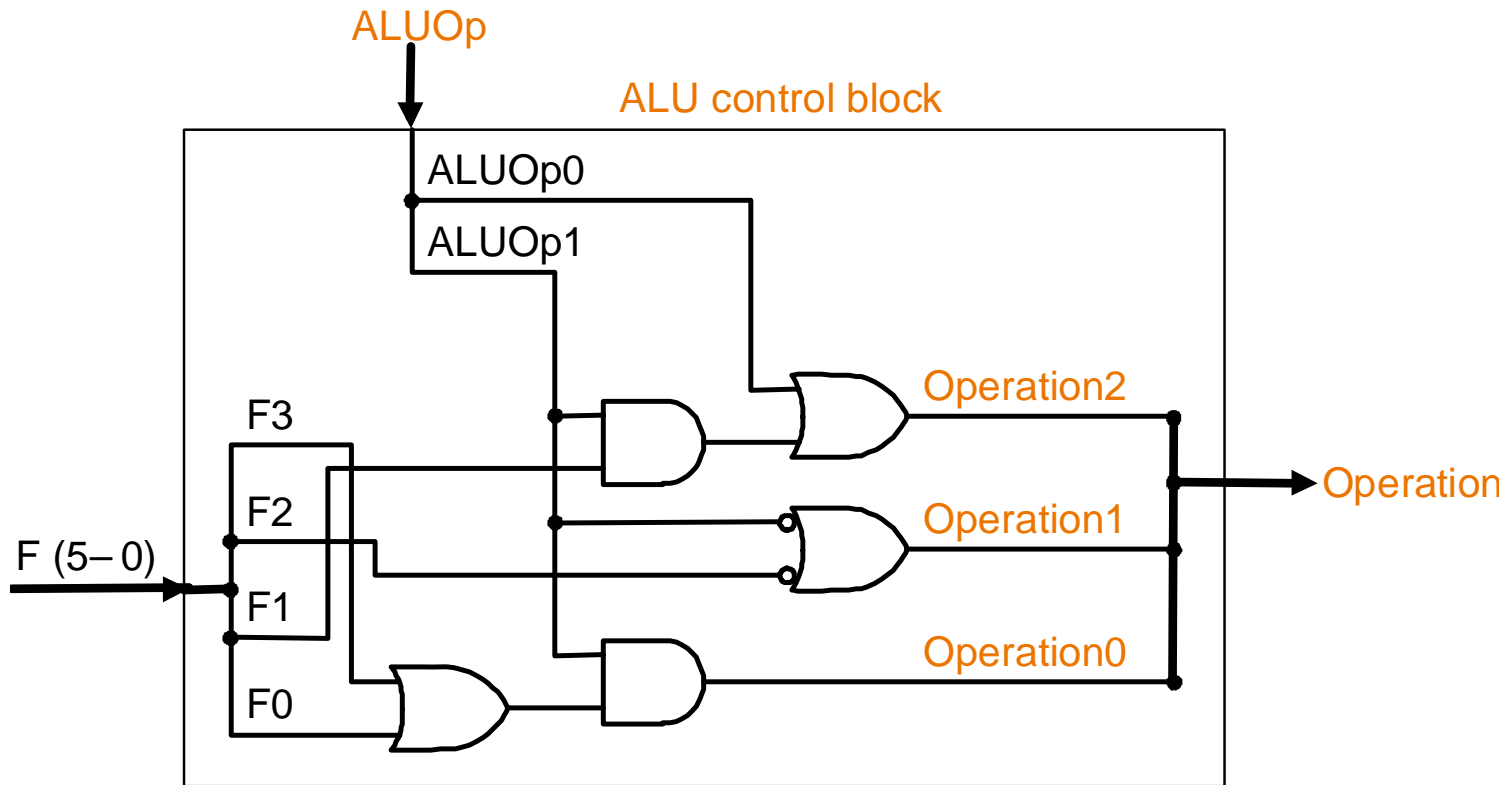 ALUOp
ALU control block
ALUOp0
ALUOp1
F3
F2
F (5–0)
F1
F0
Operation2
Operation1
Operation0
Operation